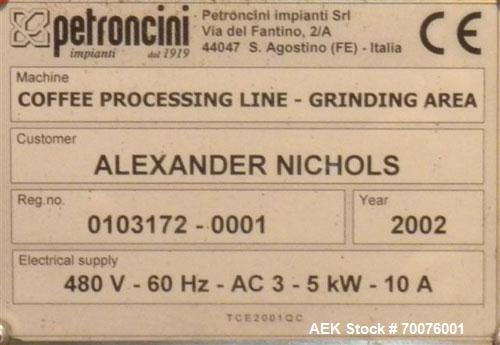 petroncini
impianti dal 1919
Petroncini impianti Srl
Via del Fantino, 2/A
44047 S. Agostino (FE) - Italia
CE
Machine
COFFEE PROCESSING LINE - GRINDING AREA
Customer
ALEXANDER NICHOLS
Reg.no.
0103172 - 0001
Year
2002
Electrical supply
480 V - 60 Hz - AC 3 - 5 kW - 10 A
TCE2001QC
AEK Stock # 70076001